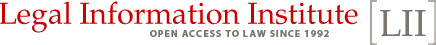 Legal Information Institute [LII]
OPEN ACCESS TO LAW SINCE 1992